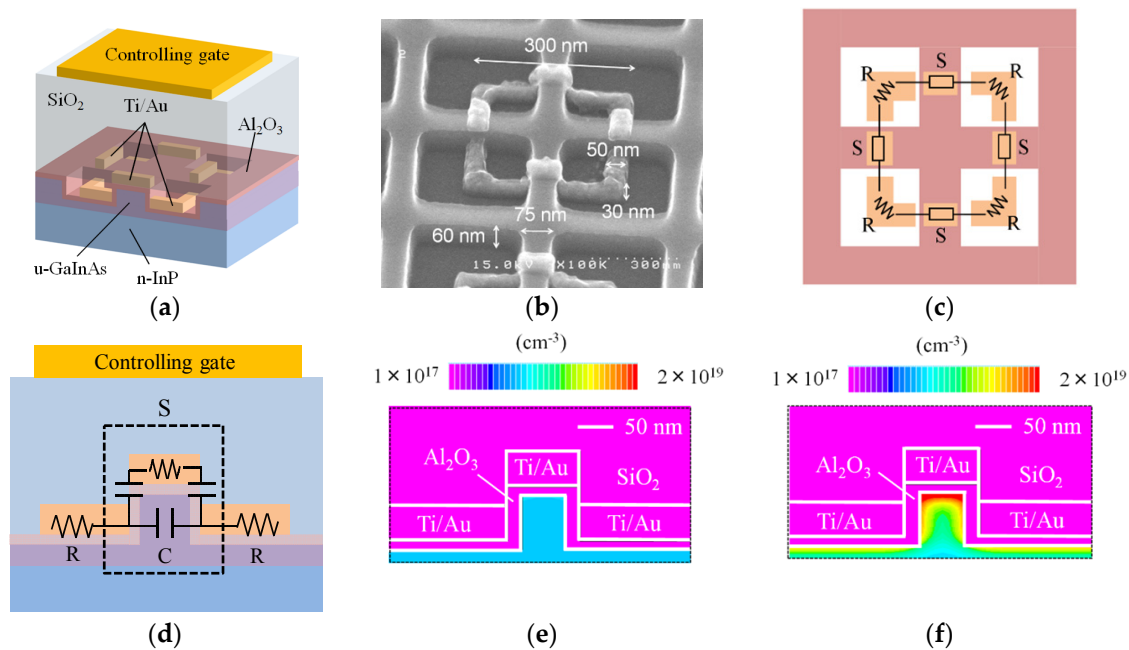 Controlling gate
SiO2
Ti/Au
Al2O3
u-GaInAs
n-InP
(a)
2
300 nm
50 nm
30 nm
75 nm
60 nm
15.0kV X100K 300nm
(b)
S
R
R
S
S
R
R
S
(c)
Controlling gate
S
R
C
R
(d)
(cm-3)
1 × 10^17
2 × 10^19
50 nm
Al2O3
Ti/Au
SiO2
Ti/Au
Ti/Au
(e)
(cm-3)
1 × 10^17
2 × 10^19
50 nm
Al2O3
Ti/Au
SiO2
Ti/Au
Ti/Au
(f)